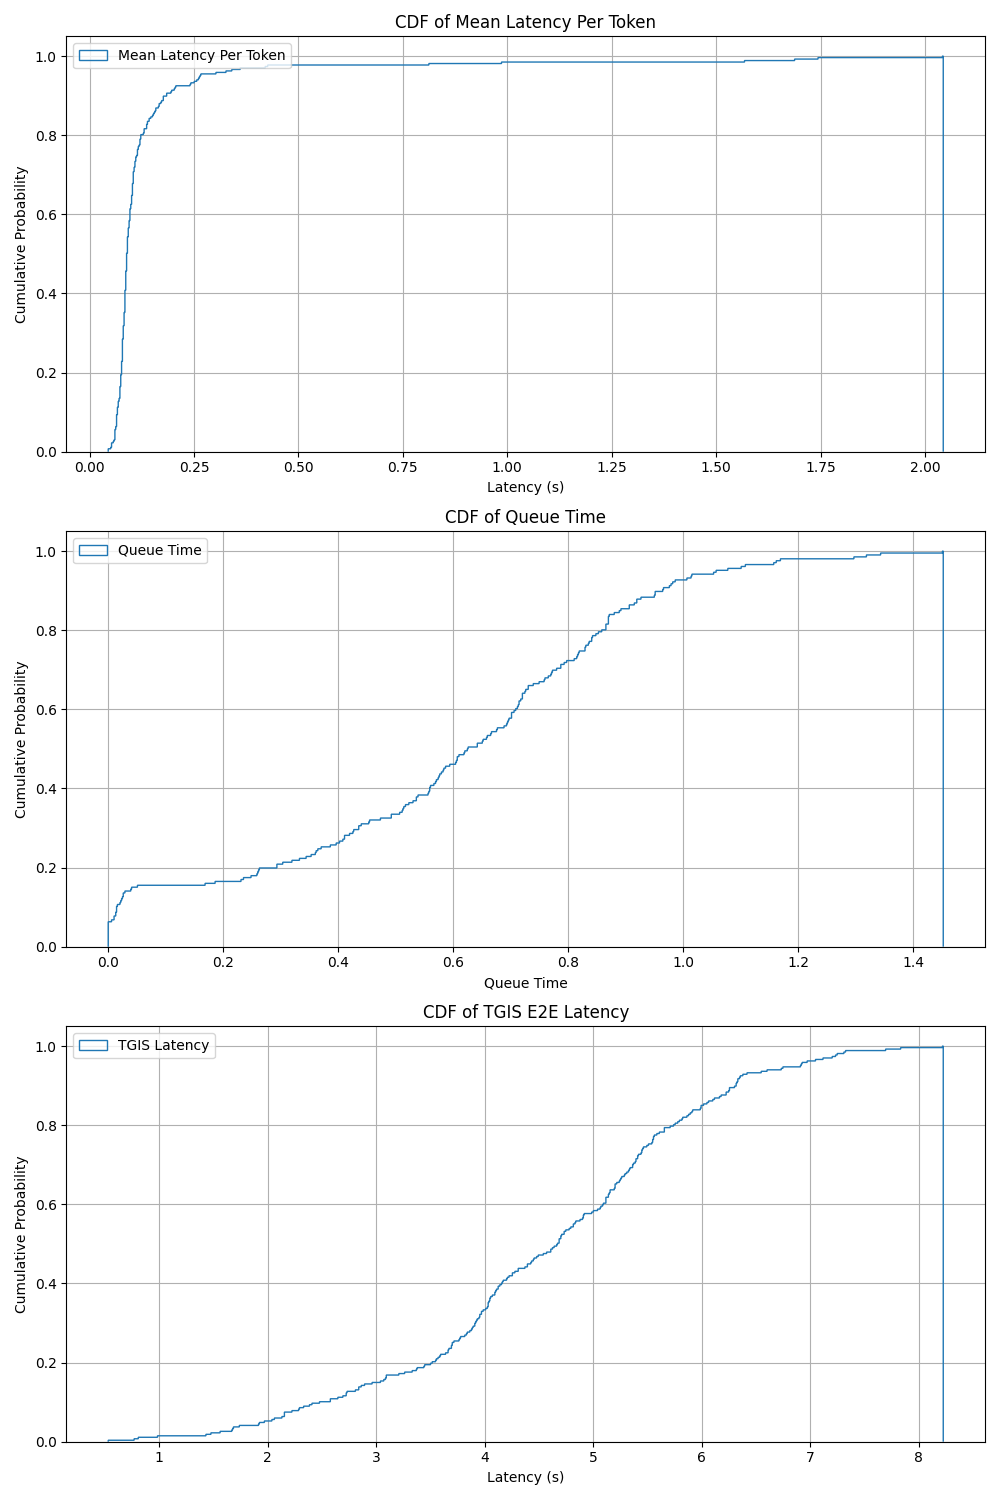 CDF of Mean Latency Per Token
Mean Latency Per Token
1.0
0.8
0.6
0.4
0.2
0.0
Cumulative Probability
0.00 0.25 0.50 0.75 1.00 1.25 1.50 1.75 2.00
Latency (s)
CDF of Queue Time
Queue Time
1.0
0.8
0.6
0.4
0.2
0.0
Cumulative Probability
0.0 0.2 0.4 0.6 0.8 1.0 1.2 1.4
Queue Time
CDF of TGIS E2E Latency
TGIS Latency
1.0
0.8
0.6
0.4
0.2
0.0
Cumulative Probability
1 2 3 4 5 6 7 8
Latency (s)